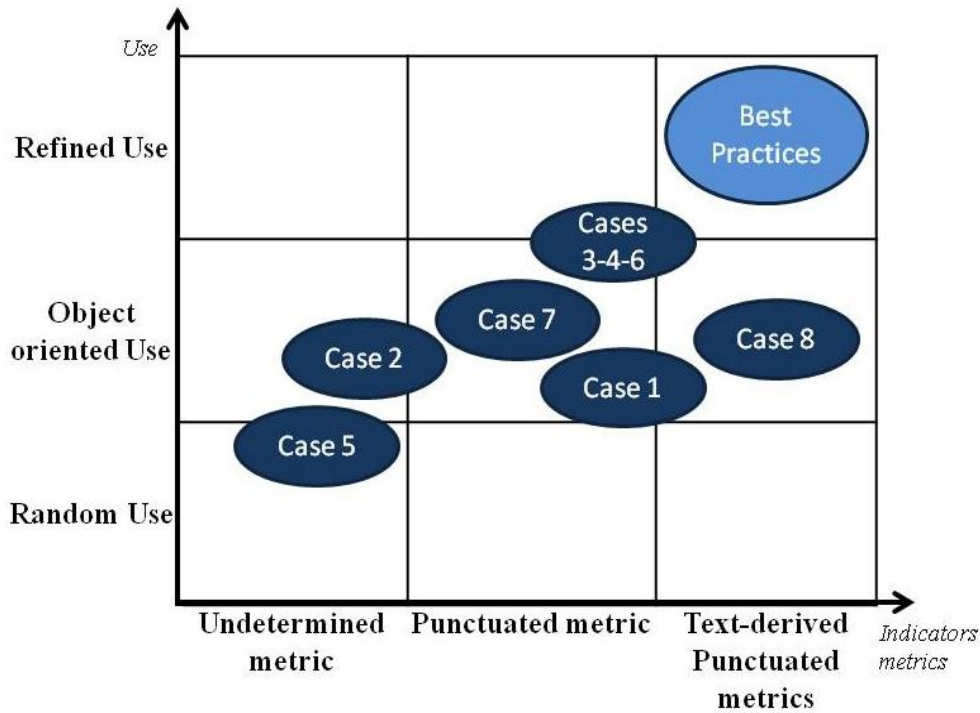 Use
Refined Use
Best
Practices
Cases
3-4-6
Object
oriented Use
Case 7
Case 2
Case 8
Case 1
Case 5
Random Use
Undetermined
metric
Punctuated metric
Text-derived
Punctuated
metrics
Indicators
metrics